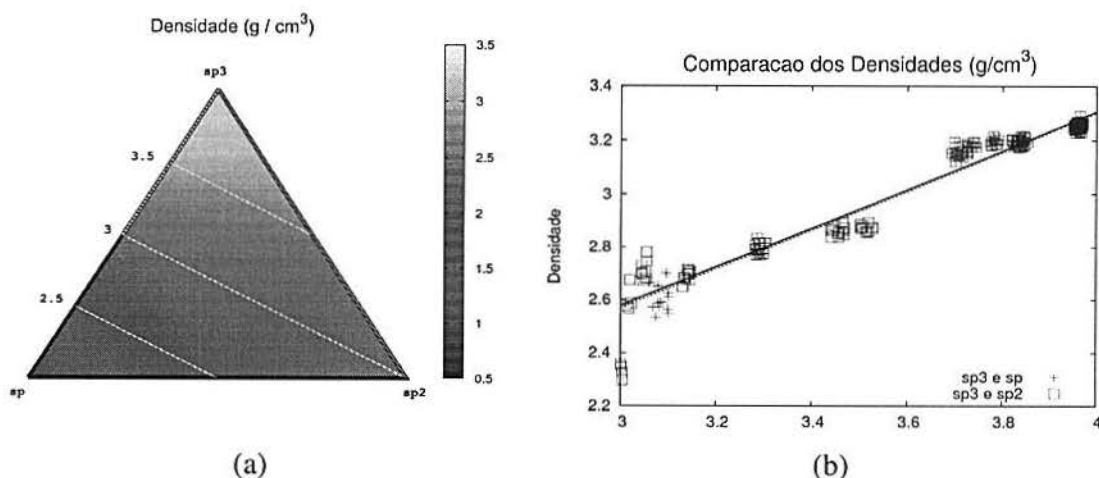 (a)
Densidade (g / cm³)
sp3
3.5
3
2.5
sp
sp2
3.5
3
2.5
2
1.5
1
0.5
(b)
Comparacao dos Densidades (g/cm³)
Densidade
3.4
3.2
3
2.8
2.6
2.4
2.2
3
3.2
3.4
3.6
3.8
4
sp3 e sp
sp3 e sp2
(a)
(b)